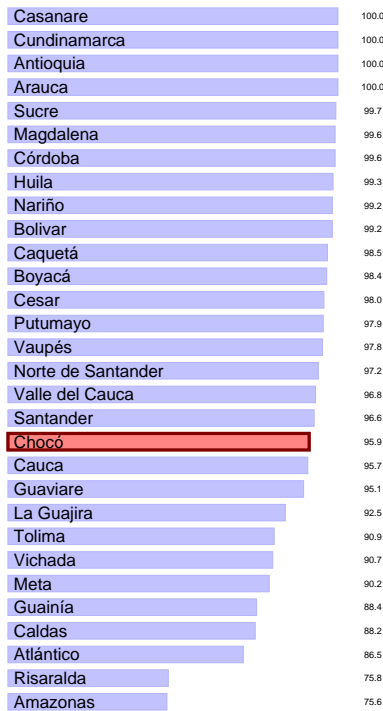 Casanare 100.0
Cundinamarca 100.0
Antioquia 100.0
Arauca 100.0
Sucre 99.7
Magdalena 99.6
Córdoba 99.6
Huila 99.3
Nariño 99.2
Bolivar 99.2
Caquetá 98.5
Boyacá 98.4
Cesar 98.0
Putumayo 97.9
Vaupés 97.8
Norte de Santander 97.2
Valle del Cauca 96.8
Santander 96.6
Chocó 95.9
Cauca 95.7
Guaviare 95.1
La Guajira 92.5
Tolima 90.9
Vichada 90.7
Meta 90.2
Guainía 88.4
Caldas 88.2
Atlántico 86.5
Risaralda 75.8
Amazonas 75.6